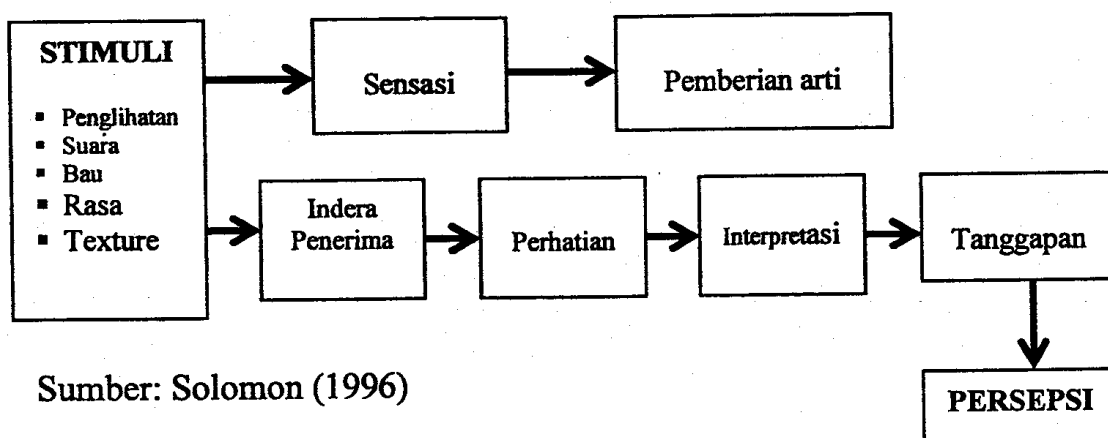 STIMULI
▪ Penglihatan
▪ Suara
▪ Bau
▪ Rasa
▪ Texture
Sensasi
Pemberian arti
Indera
Penerima
Perhatian
Interpretasi
Tanggapan
PERSEPSI
Sumber: Solomon (1996)